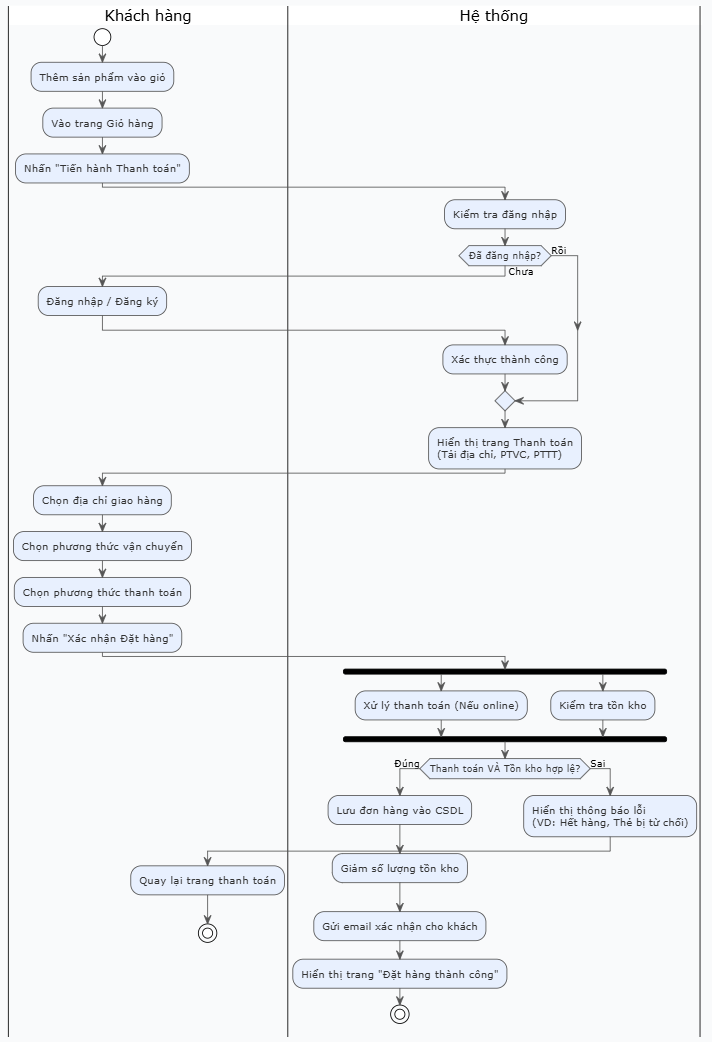 Khách hàng
Hệ thống
Thêm sản phẩm vào giỏ
Vào trang Giỏ hàng
Nhấn "Tiến hành Thanh toán"
Kiểm tra đăng nhập
Đã đăng nhập?
Rồi
Chưa
Đăng nhập / Đăng ký
Xác thực thành công
Hiển thị trang Thanh toán
(Tải địa chỉ, PTVC, PTTT)
Chọn địa chỉ giao hàng
Chọn phương thức vận chuyển
Chọn phương thức thanh toán
Nhấn "Xác nhận Đặt hàng"
Xử lý thanh toán (Nếu online)
Kiểm tra tồn kho
Đúng
Thanh toán VÀ Tồn kho hợp lệ?
Sai
Lưu đơn hàng vào CSDL
Hiển thị thông báo lỗi
(VD: Hết hàng, Thẻ bị từ chối)
Giảm số lượng tồn kho
Quay lại trang thanh toán
Gửi email xác nhận cho khách
Hiển thị trang "Đặt hàng thành công"